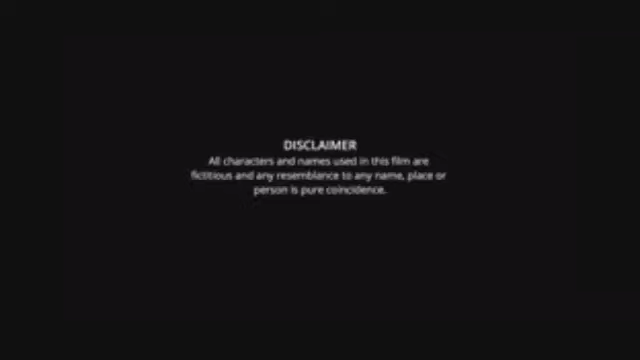 DISCLAIMER
All characters and names used in this film are
fictitious and any resemblance to any name, place or
person is pure coincidence.